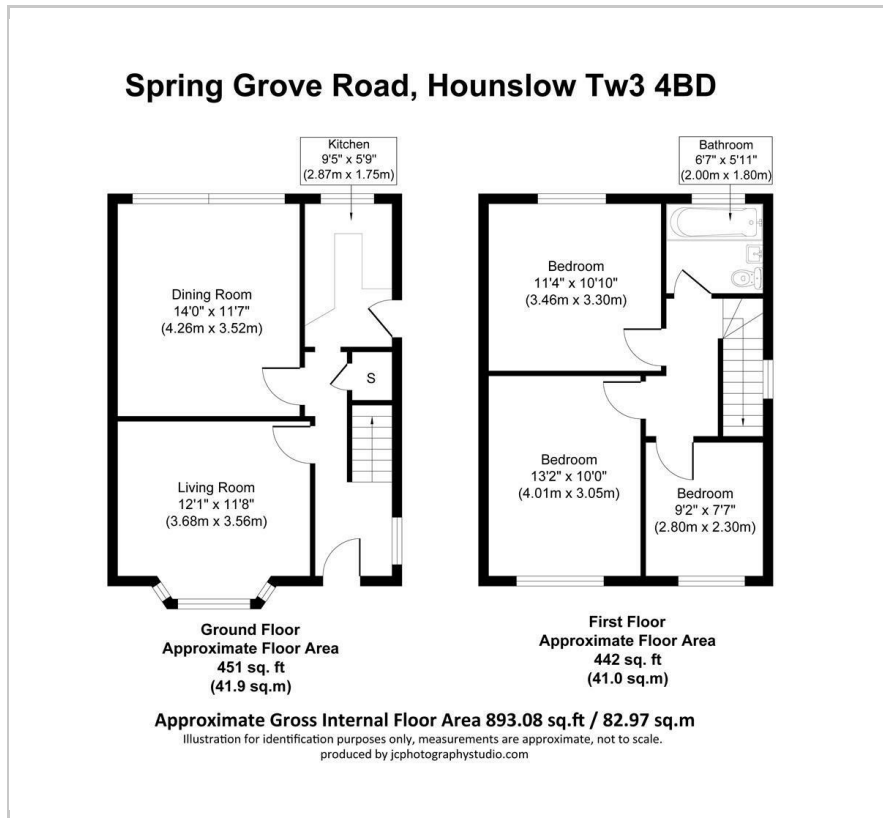 Spring Grove Road, Hounslow Tw3 4BD
Kitchen
9'5" x 5'9"
(2.87m x 1.75m)
Bathroom
6'7" x 5'11"
(2.00m x 1.80m)
Dining Room
14'0" x 11'7"
(4.26m x 3.52m)
S
Living Room
12'1" x 11'8"
(3.68m x 3.56m)
Bedroom
11'4" x 10'10"
(3.46m x 3.30m)
Bedroom
13'2" x 10'0"
(4.01m x 3.05m)
Bedroom
9'2" x 7'7"
(2.80m x 2.30m)
Ground Floor
Approximate Floor Area
451 sq. ft
(41.9 sq.m)
First Floor
Approximate Floor Area
442 sq. ft
(41.0 sq.m)
Approximate Gross Internal Floor Area 893.08 sq.ft / 82.97 sq.m
Illustration for identification purposes only, measurements are approximate, not to scale.
produced by jcphotographystudio.com